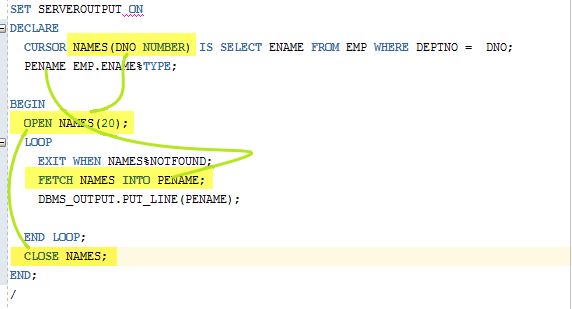 SET SERVEROUTPUT ON
DECLARE
CURSOR NAMES(DNO NUMBER) IS SELECT ENAME FROM EMP WHERE DEPTNO = DNO;
PENAME EMP.ENAME%TYPE;
BEGIN
OPEN NAMES(20);
LOOP
EXIT WHEN NAMES%NOTFOUND;
FETCH NAMES INTO PENAME;
DBMS_OUTPUT.PUT_LINE(PENAME);
END LOOP;
CLOSE NAMES;
END;
/